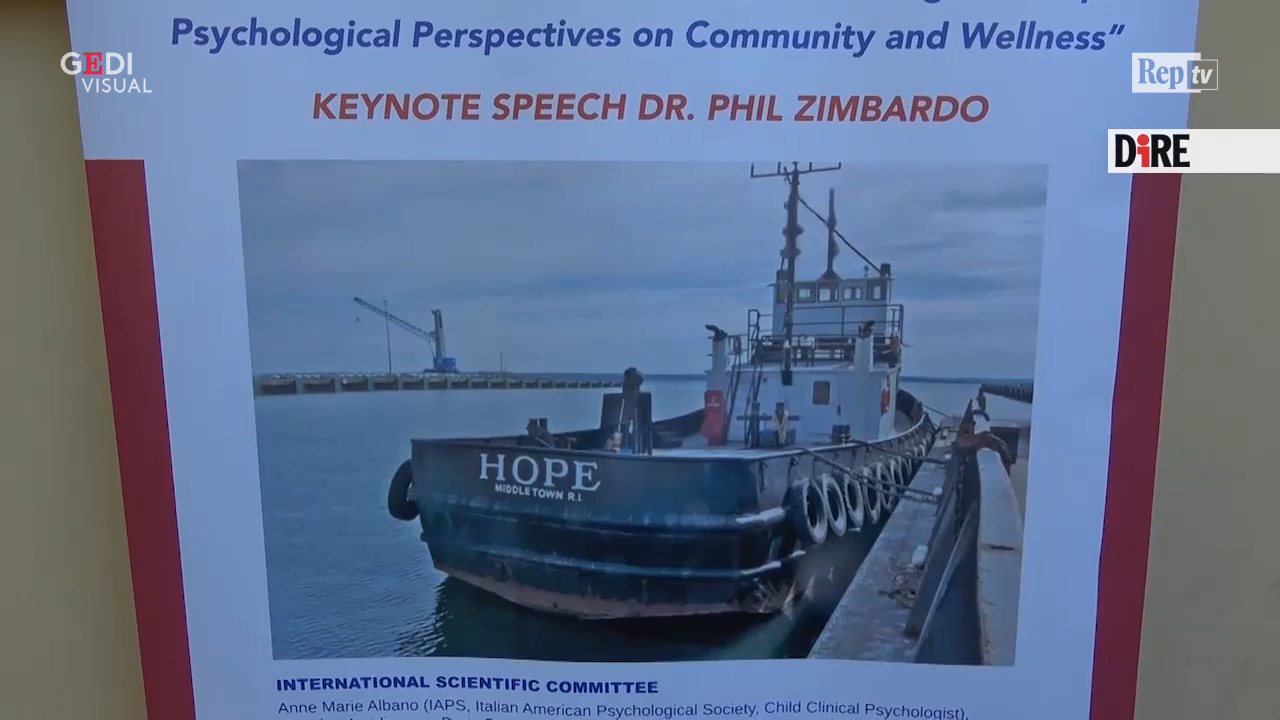 Psychological Perspectives on Community and Wellness”
GEDI
VISUAL
Rep tv
KEYNOTE SPEECH DR. PHIL ZIMBARDO
DiRE
HOPE
MIDDLETOWN R.I.
INTERNATIONAL SCIENTIFIC COMMITTEE
Anne Marie Albano (IAPS, Italian American Psychological Society, Child Clinical Psychologist),